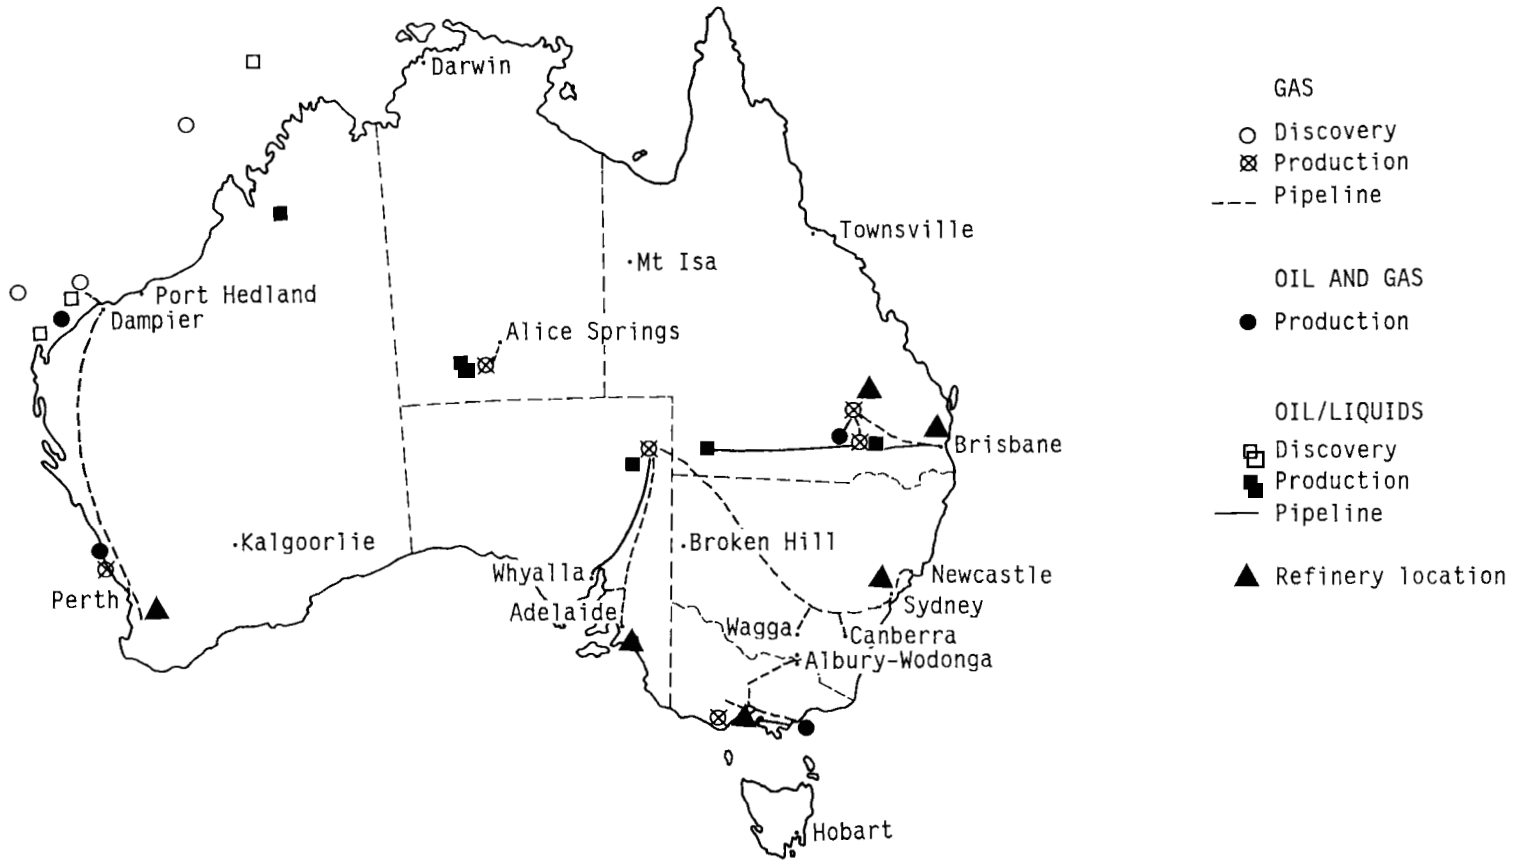 Darwin
Townsville
Mt Isa
Port Hedland
Dampier
Alice Springs
Brisbane
Kalgoorlie
Broken Hill
Whyalla
Newcastle
Perth
Adelaide
Sydney
Wagga
Canberra
Albury-Wodonga
Hobart
GAS
Discovery
Production
Pipeline
OIL AND GAS
Production
OIL/LIQUIDS
Discovery
Production
Pipeline
Refinery location